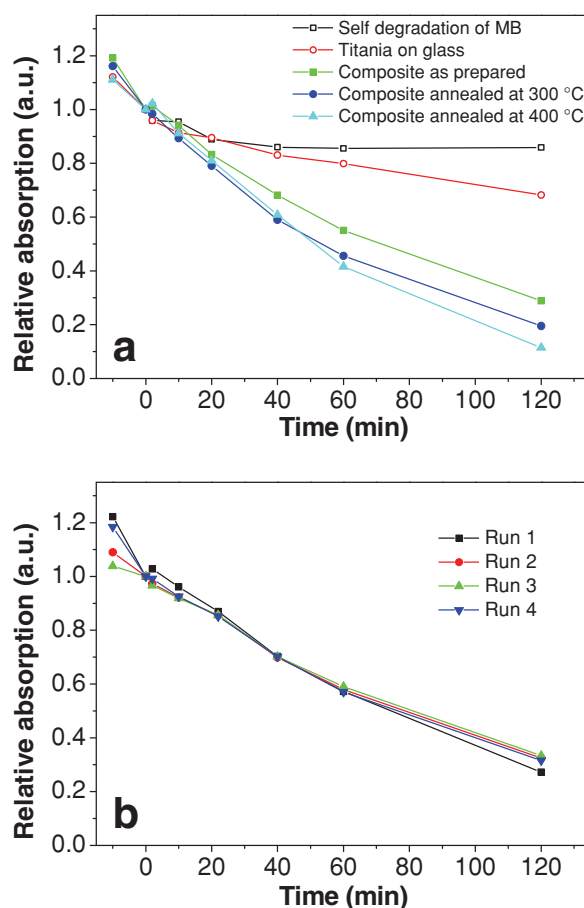 Self degradation of MB
Titania on glass
Composite as prepared
Composite annealed at 300 °C
Composite annealed at 400 °C
1.2
1.0
0.8
0.6
0.4
0.2
0.0
Relative absorption (a.u.)
a
0 20 40 60 80 100 120
Time (min)
Run 1
Run 2
Run 3
Run 4
1.2
1.0
0.8
0.6
0.4
0.2
0.0
Relative absorption (a.u.)
b
0 20 40 60 80 100 120
Time (min)